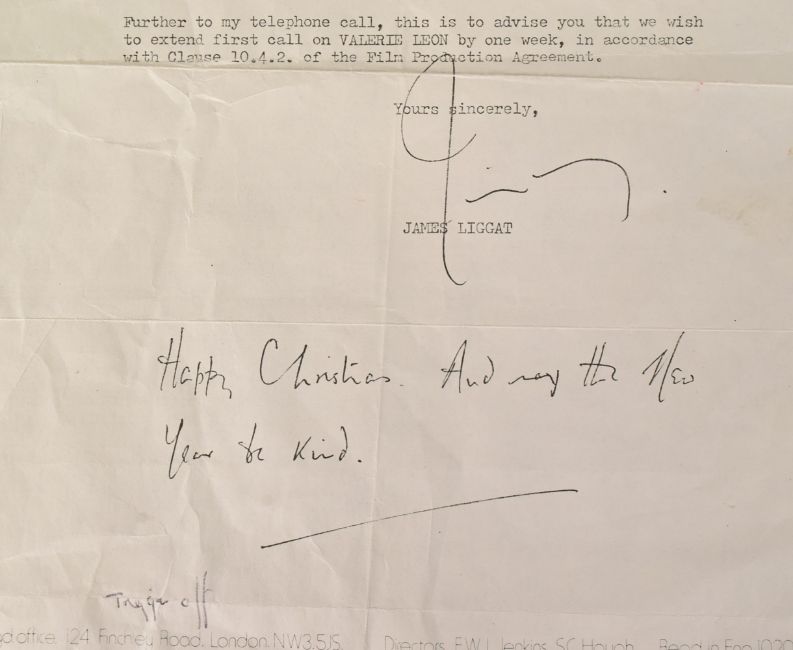 Further to my telephone call, this is to advise you that we wish
to extend first call on VALERIE LEON by one week, in accordance
with Clause 10.4.2. of the Film Production Agreement.
Yours sincerely,
JAMES LIGGAT
Happy Christmas. And may the New
Year be kind.
office. 124 Finchley Road, London NW3 5JS. Directors. F.W.L. Jenkins. S.C. Hough. Regd in Eng